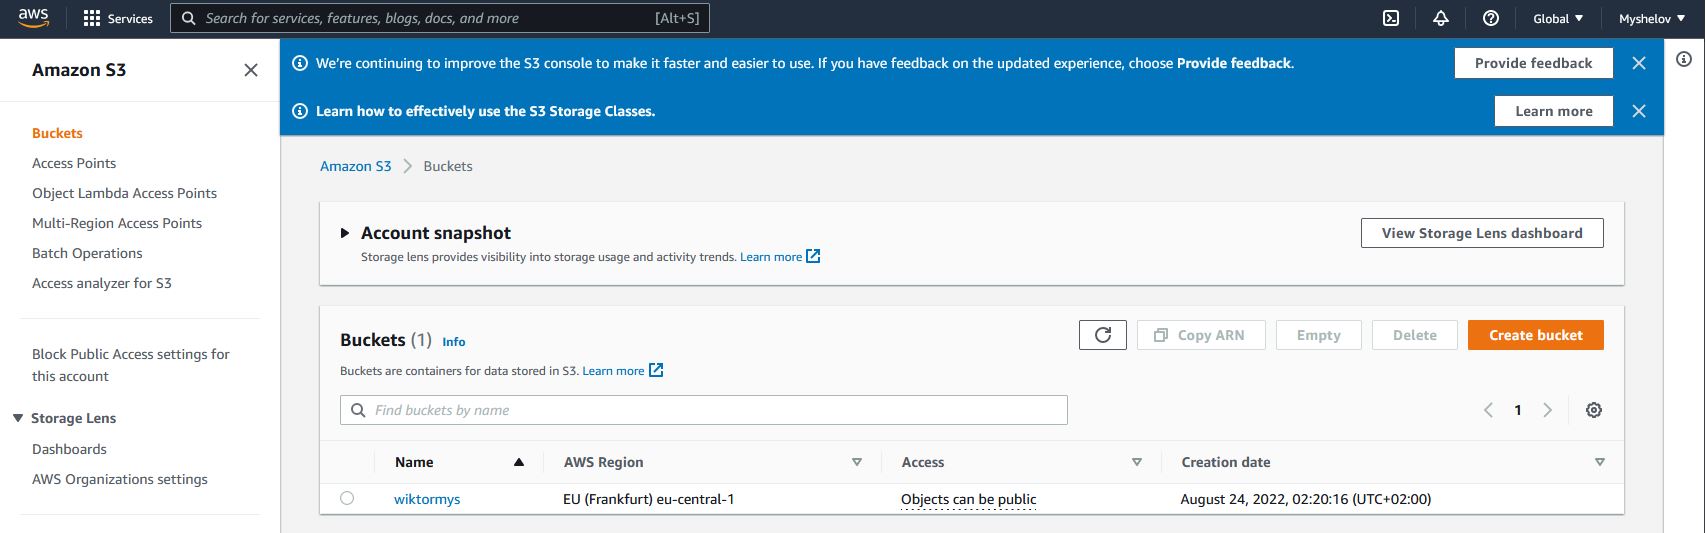 aws
Services
Search for services, features, blogs, docs, and more [Alt+S]
Global
Myshelov
Amazon S3
Buckets
Access Points
Object Lambda Access Points
Multi-Region Access Points
Batch Operations
Access analyzer for S3
Block Public Access settings for
this account
Storage Lens
Dashboards
AWS Organizations settings
We're continuing to improve the S3 console to make it faster and easier to use. If you have feedback on the updated experience, choose Provide feedback.
Provide feedback
Learn how to effectively use the S3 Storage Classes.
Learn more
Amazon S3 Buckets
Account snapshot
View Storage Lens dashboard
Storage lens provides visibility into storage usage and activity trends. Learn more
Buckets (1) Info
Copy ARN Empty Delete Create bucket
Buckets are containers for data stored in S3. Learn more
Find buckets by name
1
Name AWS Region Access Creation date
wiktormys EU (Frankfurt) eu-central-1 Objects can be public August 24, 2022, 02:20:16 (UTC+02:00)